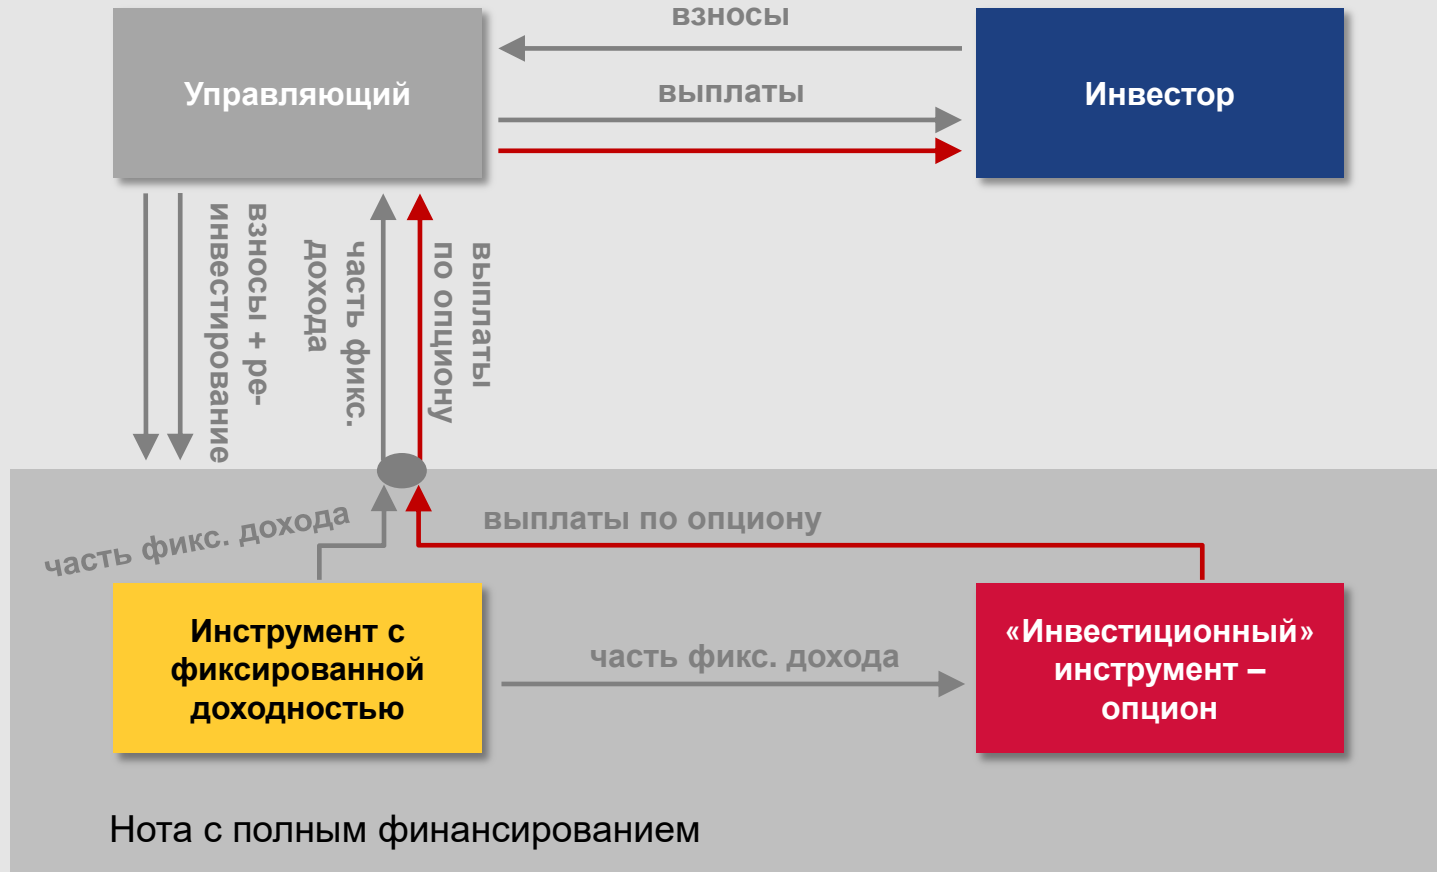 взносы
Управляющий
выплаты
Инвестор
взносы + ре-
инвестирование
часть фикс.
дохода
выплаты
по опциону
часть фикс. дохода
выплаты по опциону
Инструмент с
фиксированной
доходностью
часть фикс. дохода
«Инвестиционный»
инструмент –
опцион
Нота с полным финансированием